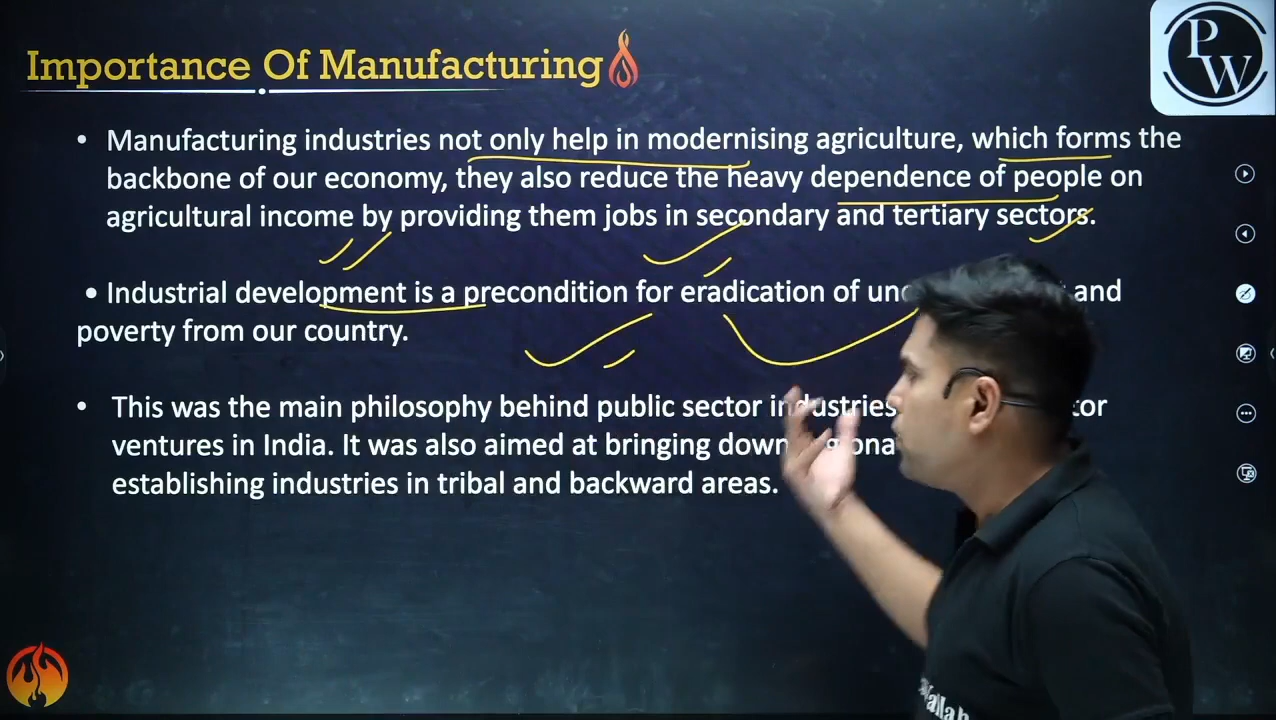 Importance Of Manufacturing
PW
• Manufacturing industries not only help in modernising agriculture, which forms the
backbone of our economy, they also reduce the heavy dependence of people on
agricultural income by providing them jobs in secondary and tertiary sectors.
• Industrial development is a precondition for eradication of and
poverty from our country.
• This was the main philosophy behind public sector industries
ventures in India. It was also aimed at bringing down
establishing industries in tribal and backward areas.